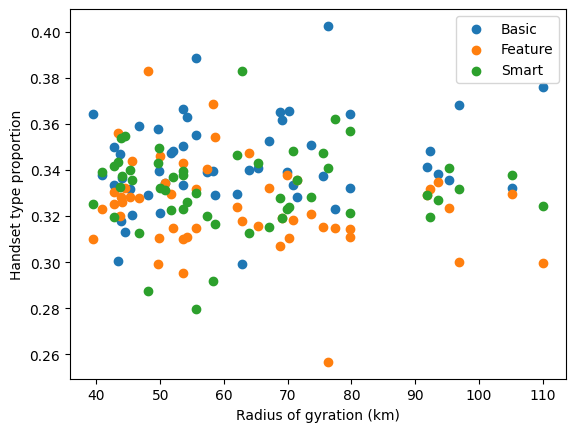 Basic
Feature
Smart
Handset type proportion
0.40
0.38
0.36
0.34
0.32
0.30
0.28
0.26
40 50 60 70 80 90 100 110
Radius of gyration (km)